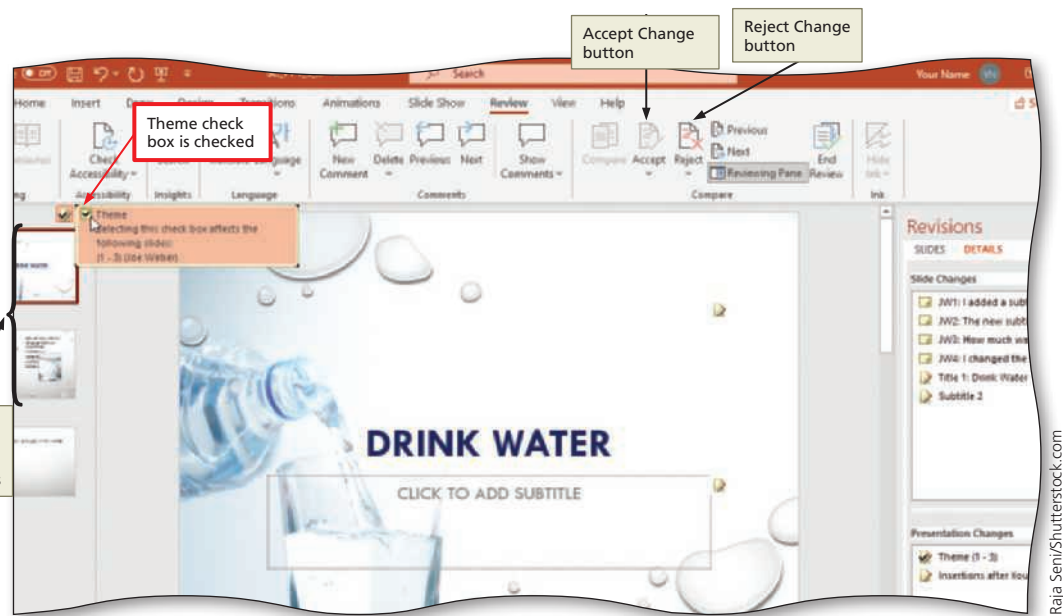 Accept Change
button
Reject Change
button
Off
Search
Your Name
Home Insert Design Transitions Animations Slide Show Review View Help
Theme check
box is checked
Check
Accessibility
Language
New
Comment
Delete
Previous
Next
Show
Comments
Compare
Accept
Reject
Previous
Next
Reviewing Pane
End
Review
Hide
Ink
Accessibility
Insights
Language
Comments
Compare
Ink
Theme
Selecting this check box affects the
following slides:
(1 - 3) (Joe Weber)
Revisions
SLIDES DETAILS
Slide Changes
JW1: I added a
JW2: The new
JW3: How much
JW4: I changed the
Title 1: Drink Water
Subtitle 2
DRINK WATER
CLICK TO ADD SUBTITLE
Presentation Changes
Theme (1 - 3)
Insertions after
Raja Seni/Shutterstock.com